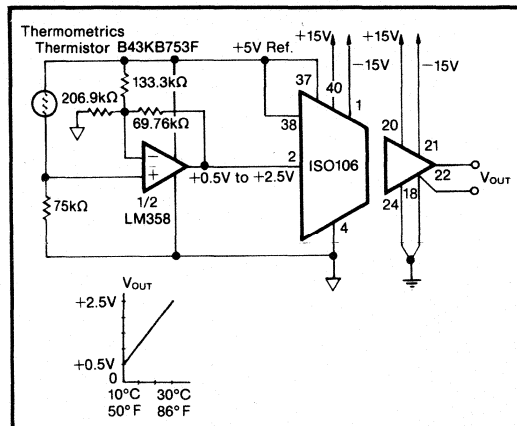 Thermometrics
Thermistor B43KB753F
+5V Ref.
+15V
-15V
+15V
-15V
37
40
1
133.3kΩ
206.9kΩ
69.76kΩ
38
20
21
2
ISO106
+0.5V to +2.5V
22
VOUT
75kΩ
1/2
LM358
4
24
18
VOUT
+2.5V
+0.5V
0
10°C
30°C
50°F
86°F